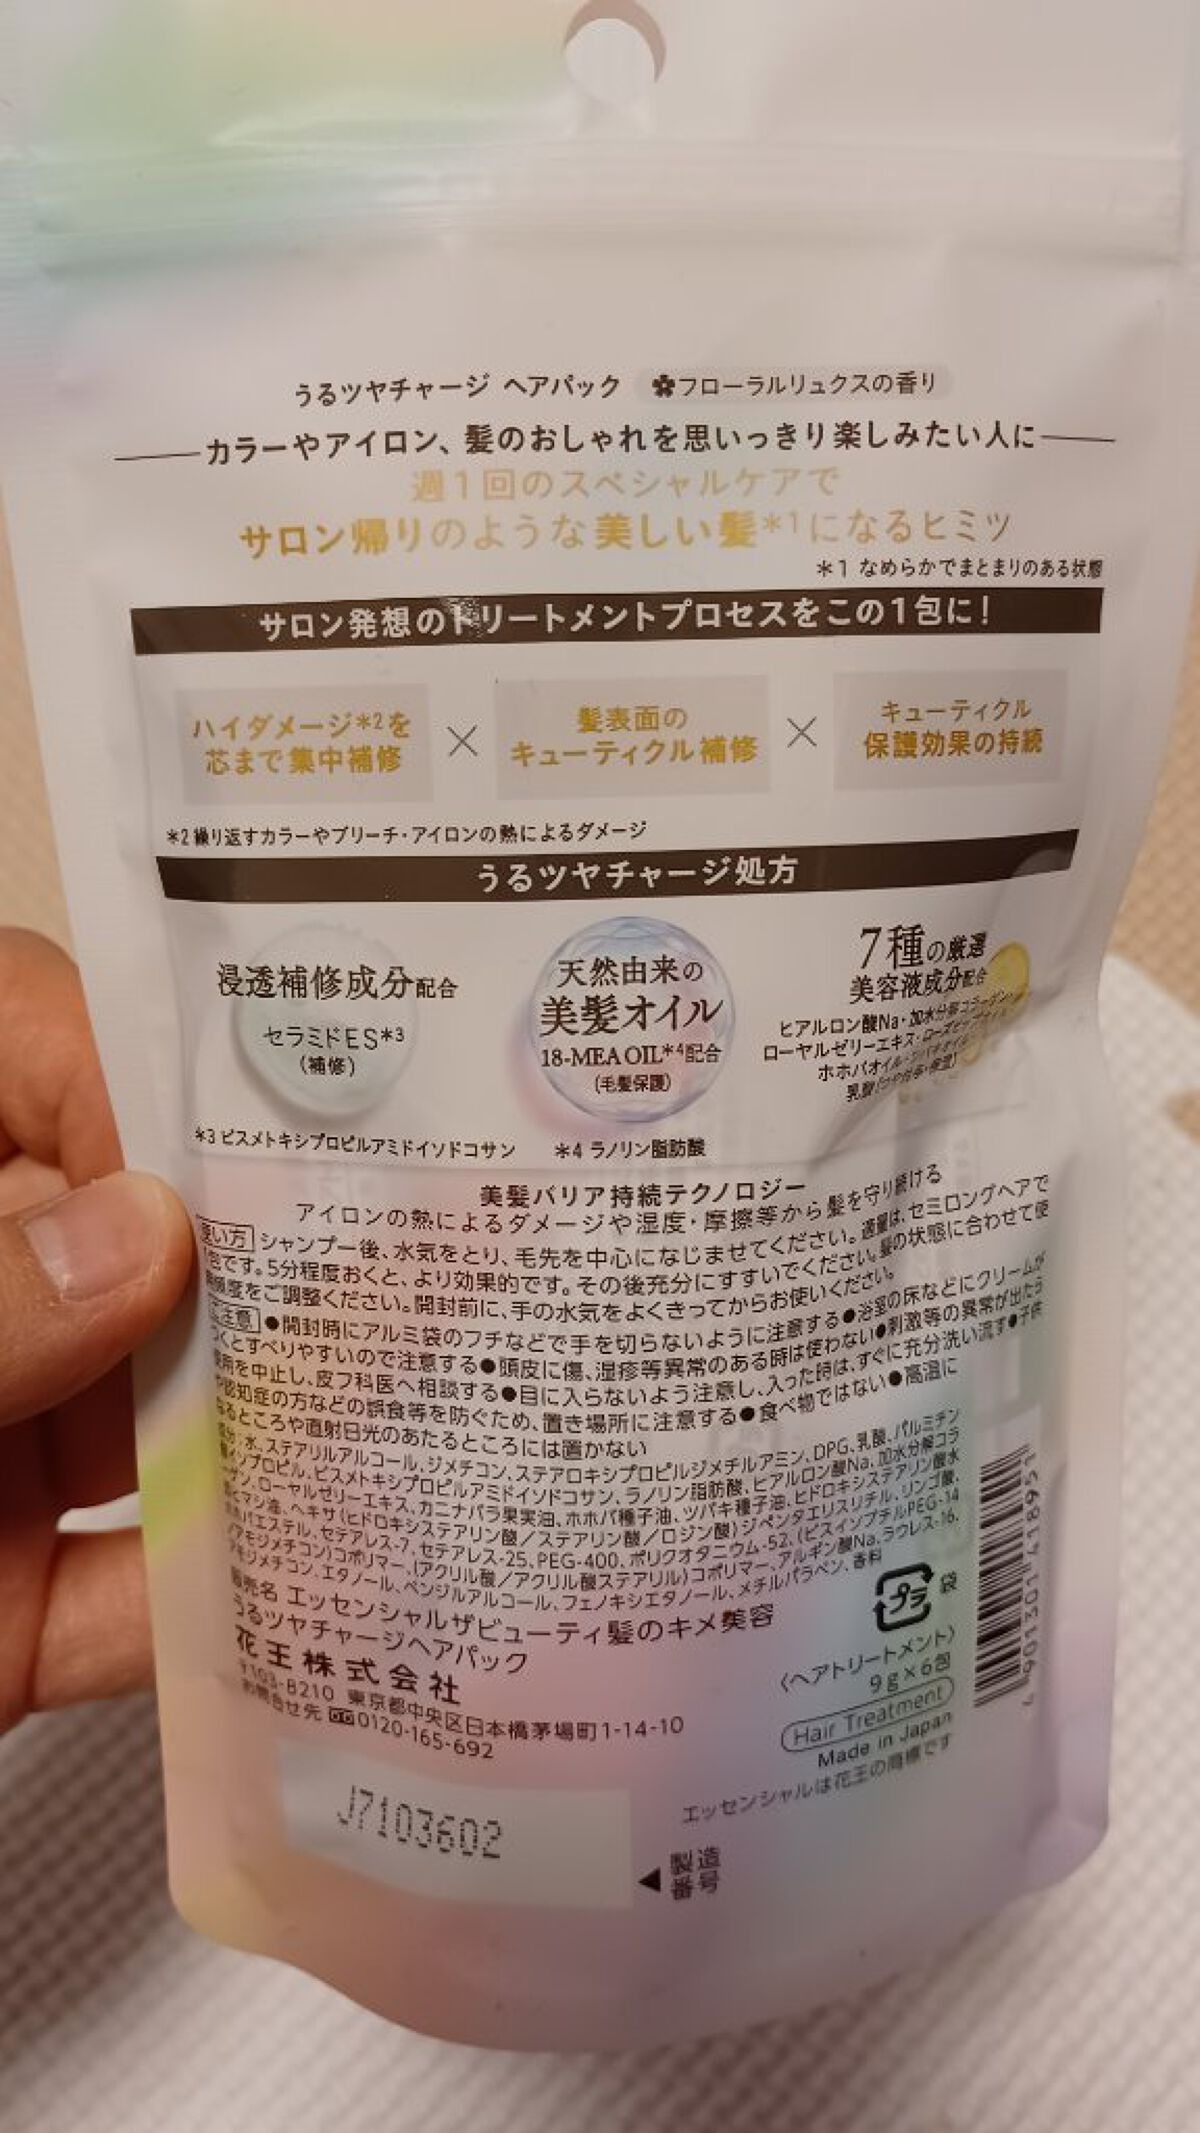 うるツヤチャージ ヘアパック フローラルリュクスの香り
カラーやアイロン、髪のおしゃれを思いっきり楽しみたい人に
週1回のスペシャルケアで
サロン帰りのような美しい髪*1になるヒミツ
*1 なめらかでまとまりのある状態
サロン発想のトリートメントプロセスをこの1包に!
ハイダメージ*2を
芯まで集中補修
×
髪表面の
キューティクル補修
×
キューティクル
保護効果の持続
*2 繰り返すカラーやブリーチ・アイロンの熱によるダメージ
うるツヤチャージ処方
浸透補修成分配合
セラミドES*3
(補修)
天然由来の
美髪オイル
18-MEA OIL*4配合
(毛髪保護)
7種の厳選
美容液成分配合
ヒアルロン酸Na・加水分解コラーゲン・
ローヤルゼリーエキス・ローズヒップオイル・
ホホバオイル・ツバキオイル・
乳酸(つや付与・保湿)
*3 ビスメトキシプロピルアミドイソドコサン
*4 ラノリン脂肪酸
美髪バリア持続テクノロジー
アイロンの熱によるダメージや湿度・摩擦等から髪を守り続ける
使い方 シャンプー後、水気をとり、毛先を中心になじませてください。適量は、セミロングヘアで
1包です。5分程度おくと、より効果的です。その後充分にすすいでください。髪の状態に合わせて使
用頻度をご調整ください。開封前に、手の水気をよくきってからお使いください。
ご注意 ●開封時にアルミ袋のフチなどで手を切らないように注意する●浴室の床などにクリームが
つくとすべりやすいので注意する●頭皮に傷、湿疹等異常のある時は使わない●刺激等の異常が出たら
使用を中止し、皮フ科医へ相談する●目に入らないよう注意し、入った時は、すぐに充分洗い流す●子供
や認知症の方などの誤食等を防ぐため、置き場所に注意する●食べ物ではない●高温に
なるところや直射日光のあたるところには置かない
成分:水、ステアリルアルコール、ジメチコン、ステアロキシプロピルジメチルアミン、DPG、乳酸、パルミチン
酸イソプロピル、ビスメトキシプロピルアミドイソドコサン、ラノリン脂肪酸、ヒアルロン酸Na、加水分解コラ
ーゲン、ローヤルゼリーエキス、カニナバラ果実油、ホホバ種子油、ツバキ種子油、ヒドロキシステアリン酸水
添ヒマシ油、ヘキサ(ヒドロキシステアリン酸/ステアリン酸/ロジン酸)ジペンタエリスリチル、リンゴ酸、
ホホバエステル、セテアレス-7、セテアレス-25、PEG-400、ポリクオタニウム-52、(ビスイソブチルPEG-14
/アモジメチコン)コポリマー、(アクリル酸/アクリル酸ステアリル)コポリマー、アルギン酸Na、ラウレス-16、
アモジメチコン、エタノール、ベンジルアルコール、フェノキシエタノール、メチルパラベン、香料
販売名 エッセンシャルザビューティ髪のキメ美容
うるツヤチャージヘアパック
花王株式会社
〒103-8210 東京都中央区日本橋茅場町1-14-10
お問合せ先 0120-165-692
プラ 袋
〈ヘアトリートメント〉
9g×6包
Hair Treatment
Made in Japan
エッセンシャルは花王の商標です
J7103602
◀製造
番号